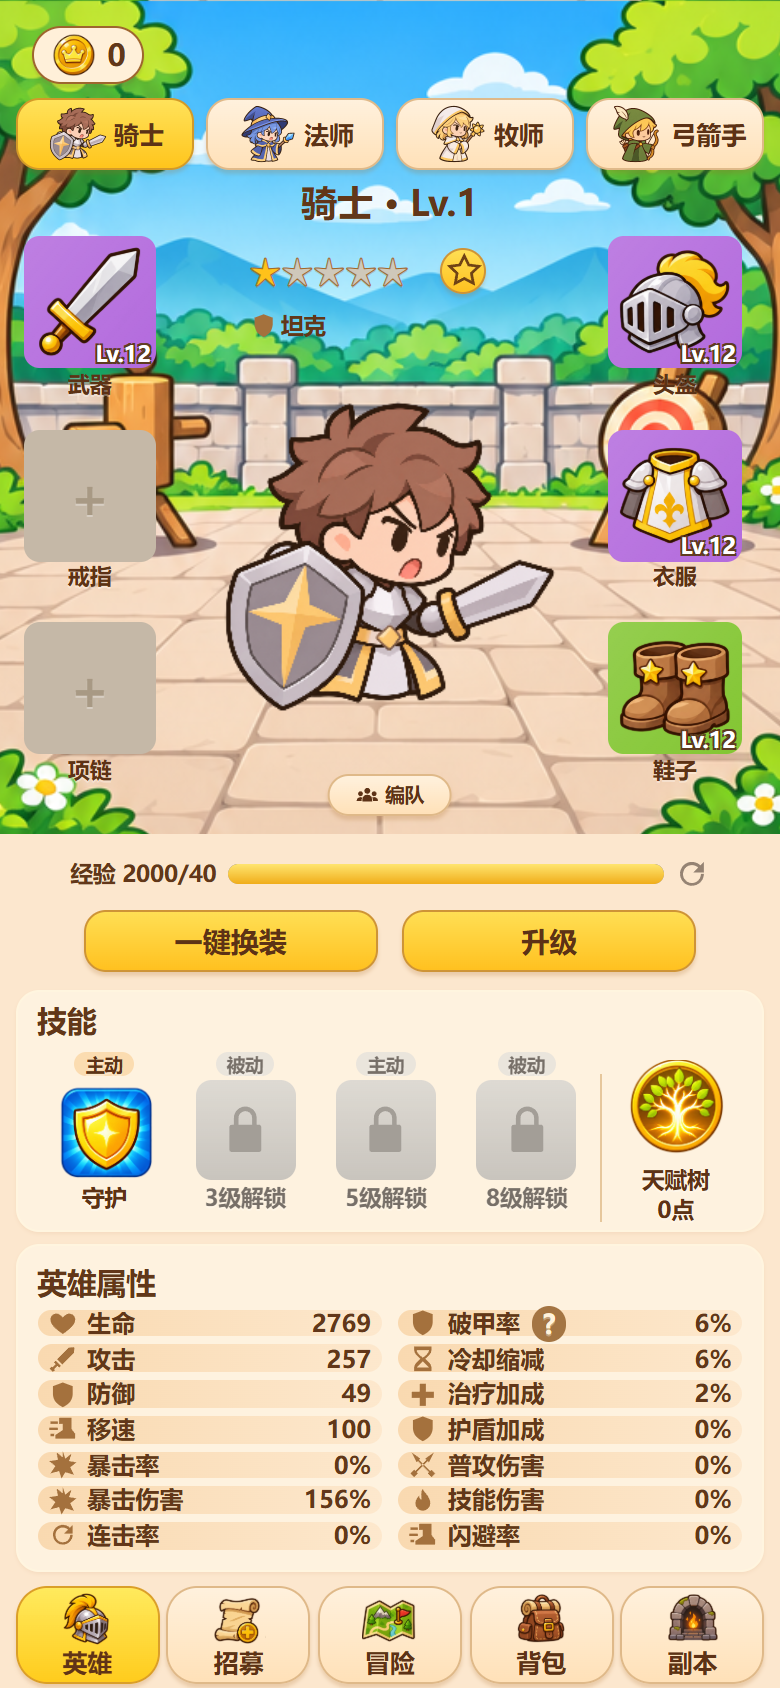 0
骑士
法师
牧师
弓箭手
骑士·Lv.1
坦克
Lv.12
武器
Lv.12
头盔
+
戒指
Lv.12
衣服
+
项链
Lv.12
鞋子
编队
经验 2000/40
一键换装
升级
技能
主动
被动
主动
被动
守护
3级解锁
5级解锁
8级解锁
天赋树
0点
英雄属性
生命 2769
破甲率 ? 6%
攻击 257
冷却缩减 6%
防御 49
治疗加成 2%
移速 100
护盾加成 0%
暴击率 0%
普攻伤害 0%
暴击伤害 156%
技能伤害 0%
连击率 0%
闪避率 0%
英雄
招募
冒险
背包
副本